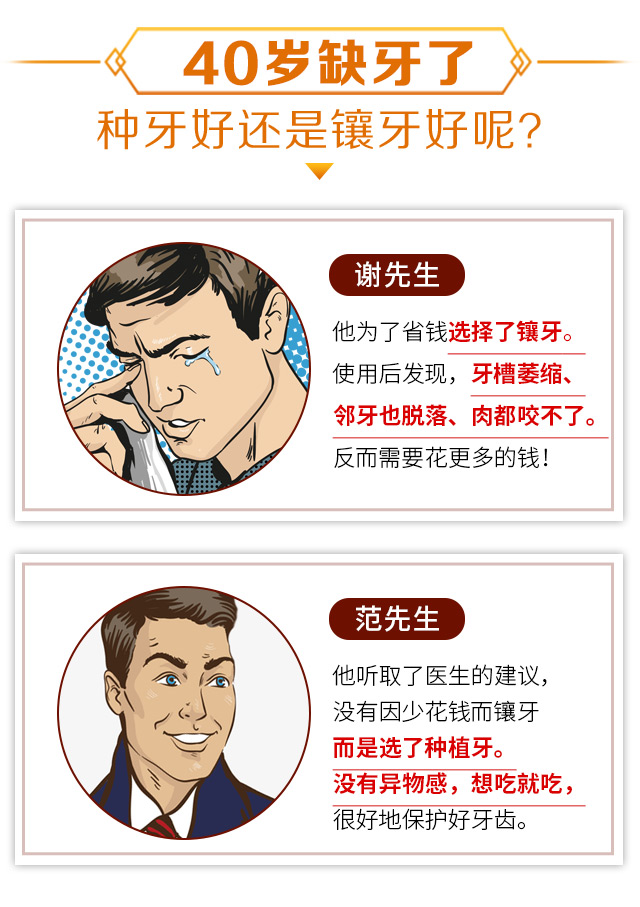 40岁缺牙了
种牙好还是镶牙好呢？
谢先生
他为了省钱选择了镶牙。
使用后发现，牙槽萎缩、
邻牙也脱落、肉都咬不了。
反而需要花更多的钱！
范先生
他听取了医生的建议，
没有因少花钱而镶牙
而是选了种植牙。
没有异物感，想吃就吃，
很好地保护好牙齿。